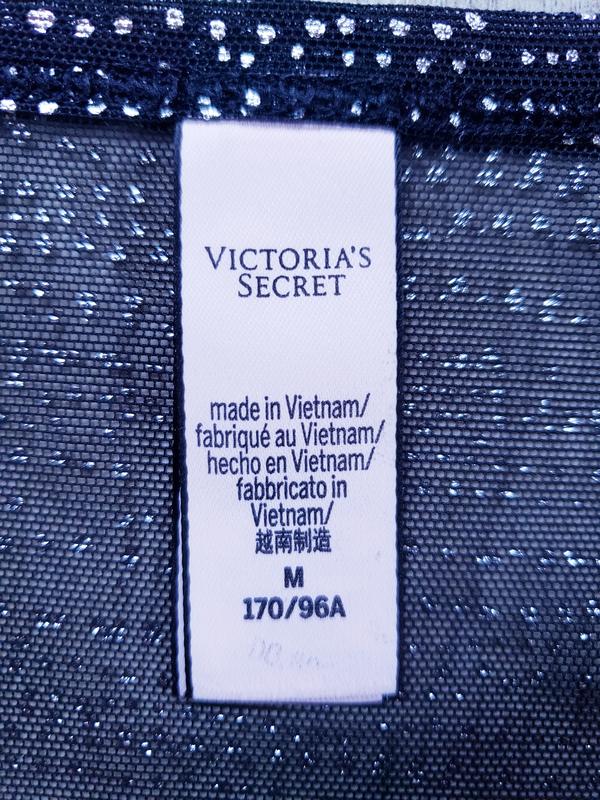 VICTORIA'S
SECRET
made in Vietnam/
fabriqué au Vietnam/
hecho en Vietnam/
fabbricato in
Vietnam/
越南制造
M
170/96A